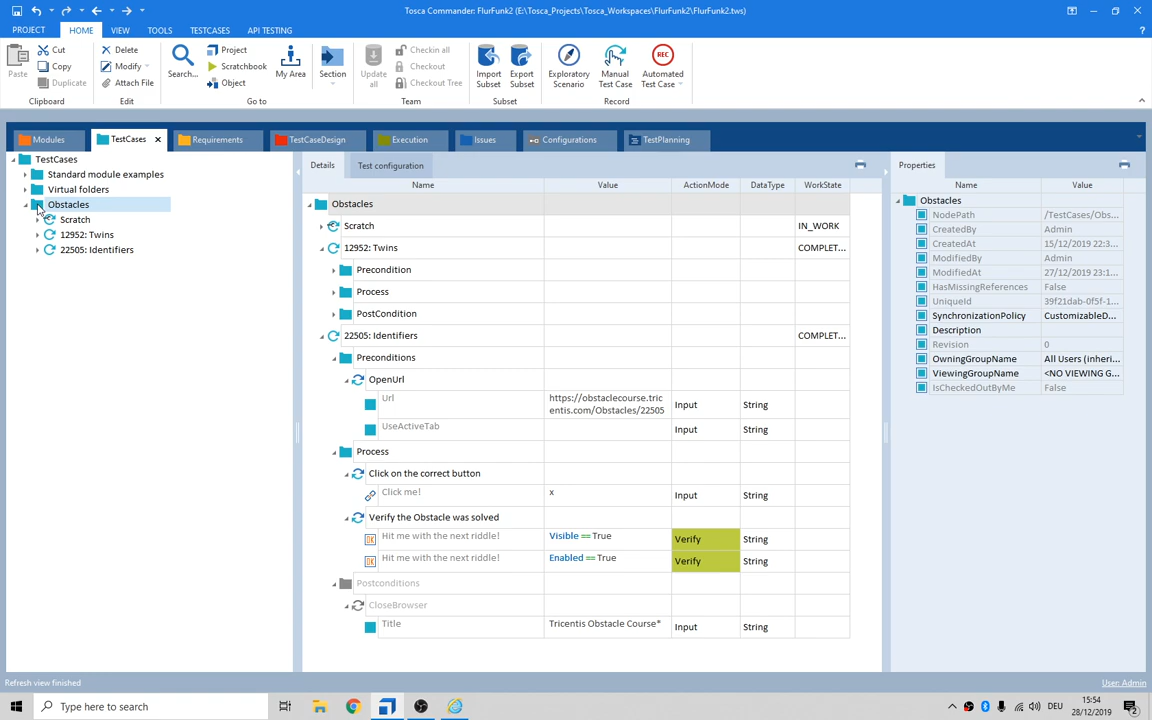 Tosca Commander: FlurFunk2 (E:\Tosca_Projects\Tosca_Workspaces\FlurFunk2\FlurFunk2.tws)
PROJECT HOME VIEW TOOLS TESTCASES API TESTING
Paste Cut Copy Duplicate Clipboard
Delete Modify Attach File Edit
Search... Project Scratchbook Object My Area Section Go to
Update all Checkin all Checkout Checkout Tree Team
Import Subset Export Subset Subset
Exploratory Scenario Manual Test Case Automated Test Case Record
REC
Modules TestCases Requirements TestCaseDesign Execution Issues Configurations TestPlanning
TestCases
Standard module examples
Virtual folders
Obstacles
Scratch
12952: Twins
22505: Identifiers
Details Test configuration
Name Value ActionMode DataType WorkState
Obstacles
Scratch IN_WORK
12952: Twins COMPLET...
Precondition
Process
PostCondition
22505: Identifiers COMPLET...
Preconditions
OpenUrl
Url https://obstaclecourse.tric
entis.com/Obstacles/22505 Input String
UseActiveTab Input String
Process
Click on the correct button
Click me! x Input String
Verify the Obstacle was solved
Hit me with the next riddle! Visible == True Verify String
Hit me with the next riddle! Enabled == True Verify String
Postconditions
CloseBrowser
Title Tricentis Obstacle Course* Input String
Properties
Name Value
Obstacles
NodePath /TestCases/Obs...
CreatedBy Admin
CreatedAt 15/12/2019 22:3...
ModifiedBy Admin
ModifiedAt 27/12/2019 23:1...
HasMissingReferences False
UniqueId 39f21dab-0f5f-1...
SynchronizationPolicy CustomizableD...
Description
Revision 0
OwningGroupName All Users (inheri...
ViewingGroupName <NO VIEWING G...
IsCheckedOutByMe False
Refresh view finished User: Admin
Type here to search DEU 15:54
28/12/2019 2